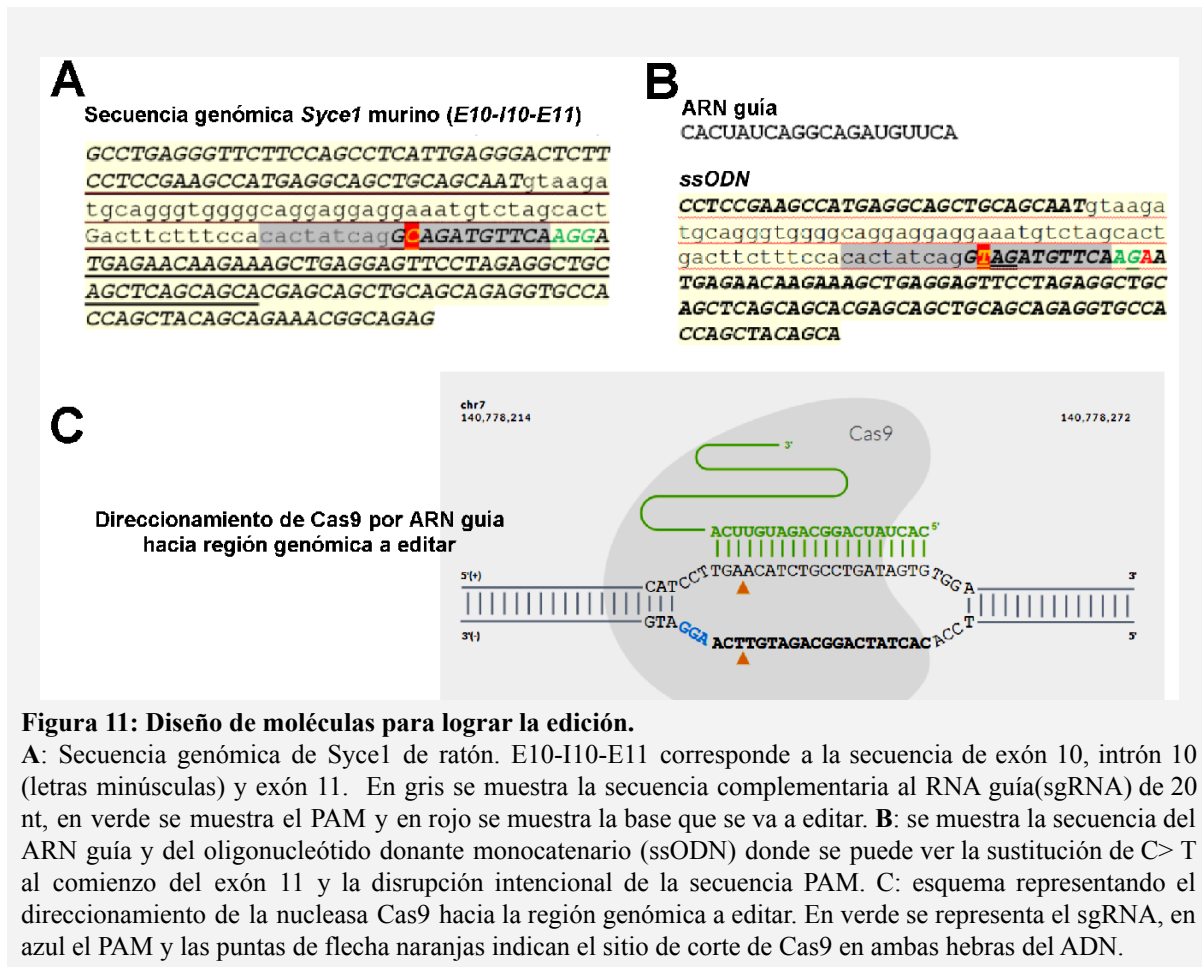 A
Secuencia genómica Syce1 murino (E10-I10-E11)
GCCTGAGGGTTCTTCCAGCCTCATTGAGGGACTCTT
CCTCCGAAGCCATGAGGCAGCTGCAGCAATgtaaga
tgcagggtggggcaggaggaggaaatgtctagcact
GacttctttccacactatcagGCAGATGTTCAAGGA
TGAGAACAAGAAAGCTGAGGAGTTCCTAGAGGCTGC
AGCTCAGCAGCACGAGCAGCTGCAGCAGAGGTGCCA
CCAGCTACAGCAGAAACGGCAGAG
B
ARN guía
CACUAUCAGGCAGAUGUUCA
ssODN
CCTCCGAAGCCATGAGGCAGCTGCAGCAATgtaaga
tgcagggtggggcaggaggaggaaatgtctagcact
gacttctttccacactatcagGTAGATGTTCAAGAA
TGAGAACAAGAAAGCTGAGGAGTTCCTAGAGGCTGC
AGCTCAGCAGCACGAGCAGCTGCAGCAGAGGTGCCA
CCAGCTACAGCA
C
Direccionamiento de Cas9 por ARN guia
hacia región genómica a editar
chr7
140,778,214
140,778,272
Cas9
3'
ACUUGUAGACGGACUAUCAC 5'
5'(+) CATCCTTGAACATCTGCCTGATAGTGTGGA 3'
3'(-) GTAGGAACTTGTAGACGGACTATCACACCT 5'
Figura 11: Diseño de moléculas para lograr la edición.
A: Secuencia genómica de Syce1 de ratón. E10-I10-E11 corresponde a la secuencia de exón 10, intrón 10
(letras minúsculas) y exón 11. En gris se muestra la secuencia complementaria al RNA guía(sgRNA) de 20
nt, en verde se muestra el PAM y en rojo se muestra la base que se va a editar. B: se muestra la secuencia del
ARN guía y del oligonucleótido donante monocatenario (ssODN) donde se puede ver la sustitución de C> T
al comienzo del exón 11 y la disrupción intencional de la secuencia PAM. C: esquema representando el
direccionamiento de la nucleasa Cas9 hacia la región genómica a editar. En verde se representa el sgRNA, en
azul el PAM y las puntas de flecha naranjas indican el sitio de corte de Cas9 en ambas hebras del ADN.